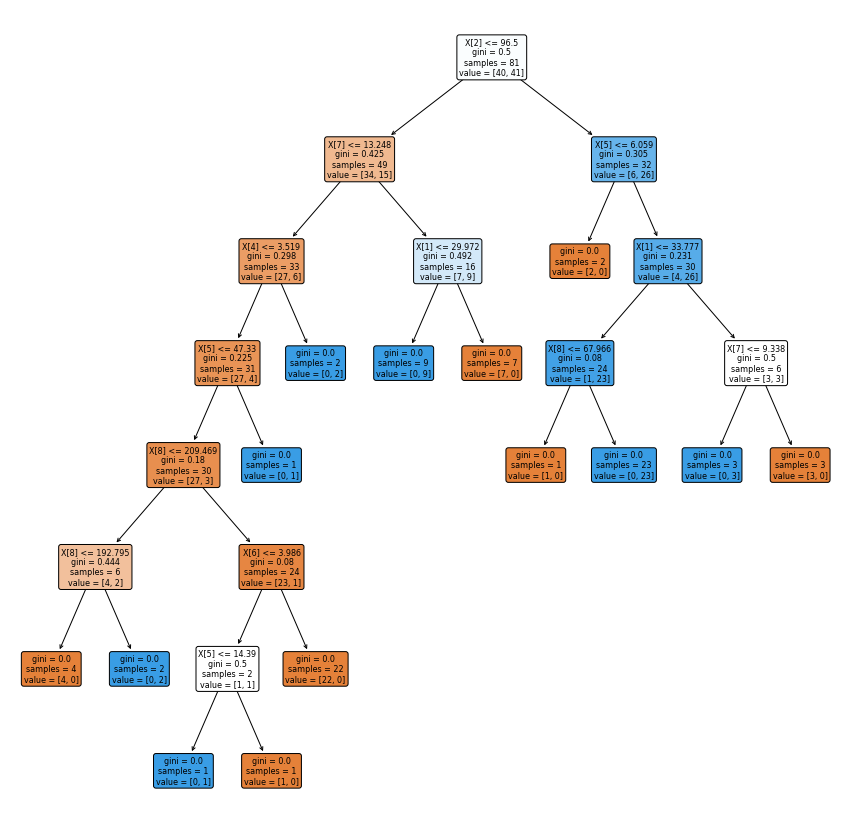 X[2] <= 96.5
gini = 0.5
samples = 81
value = [40, 41]
X[7] <= 13.248
gini = 0.425
samples = 49
value = [34, 15]
X[5] <= 6.059
gini = 0.305
samples = 32
value = [6, 26]
X[4] <= 3.519
gini = 0.298
samples = 33
value = [27, 6]
X[1] <= 29.972
gini = 0.492
samples = 16
value = [7, 9]
gini = 0.0
samples = 2
value = [2, 0]
X[1] <= 33.777
gini = 0.231
samples = 30
value = [4, 26]
X[5] <= 47.33
gini = 0.225
samples = 31
value = [27, 4]
gini = 0.0
samples = 2
value = [0, 2]
gini = 0.0
samples = 9
value = [0, 9]
gini = 0.0
samples = 7
value = [7, 0]
X[8] <= 67.966
gini = 0.08
samples = 24
value = [1, 23]
X[7] <= 9.338
gini = 0.5
samples = 6
value = [3, 3]
X[8] <= 209.469
gini = 0.18
samples = 30
value = [27, 3]
gini = 0.0
samples = 1
value = [0, 1]
gini = 0.0
samples = 1
value = [1, 0]
gini = 0.0
samples = 23
value = [0, 23]
gini = 0.0
samples = 3
value = [0, 3]
gini = 0.0
samples = 3
value = [3, 0]
X[8] <= 192.795
gini = 0.444
samples = 6
value = [4, 2]
X[6] <= 3.986
gini = 0.08
samples = 24
value = [23, 1]
gini = 0.0
samples = 4
value = [4, 0]
gini = 0.0
samples = 2
value = [0, 2]
X[5] <= 14.39
gini = 0.5
samples = 2
value = [1, 1]
gini = 0.0
samples = 22
value = [22, 0]
gini = 0.0
samples = 1
value = [0, 1]
gini = 0.0
samples = 1
value = [1, 0]